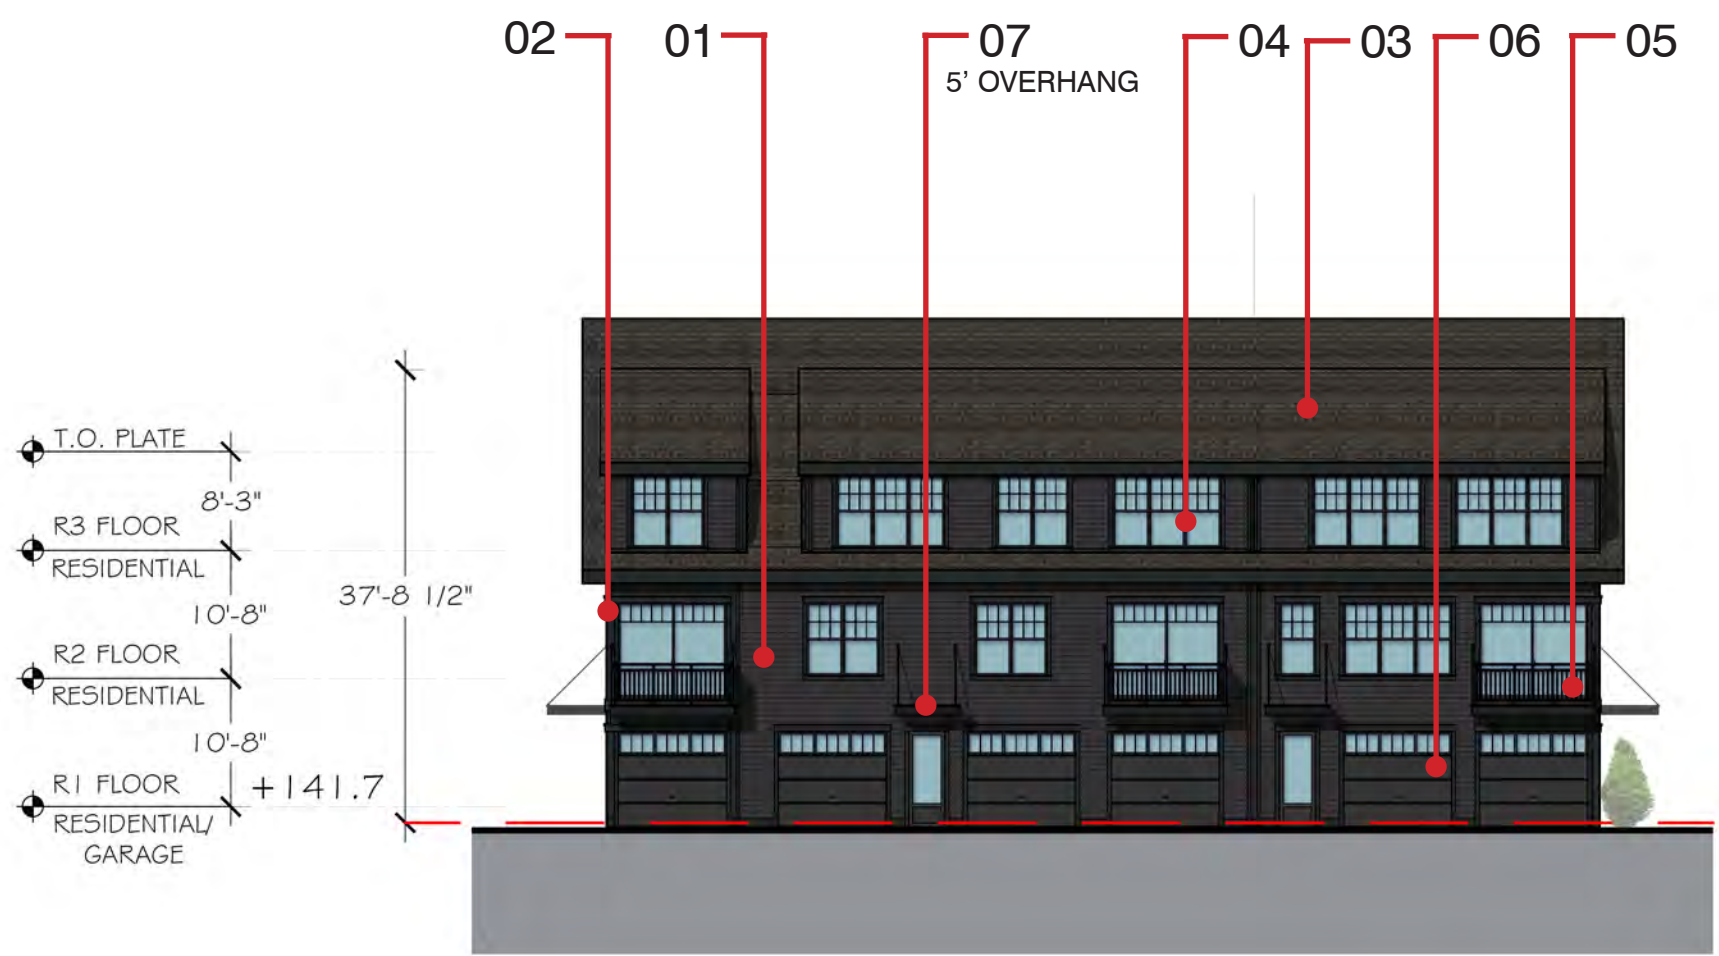 02 01 07 04 03 06 05
5' OVERHANG
T.O. PLATE
8'-3"
R3 FLOOR
RESIDENTIAL
37'-8 1/2"
10'-8"
R2 FLOOR
RESIDENTIAL
10'-8"
R1 FLOOR
+141.7
RESIDENTIAL/
GARAGE